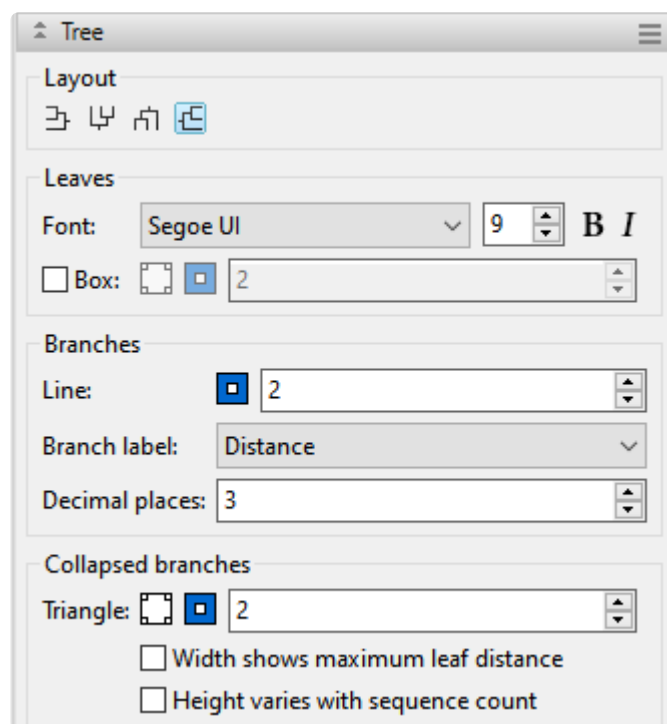 Tree
Layout
Leaves
Font: Segoe UI 9 B I
Box: 2
Branches
Line: 2
Branch label: Distance
Decimal places: 3
Collapsed branches
Triangle: 2
Width shows maximum leaf distance
Height varies with sequence count